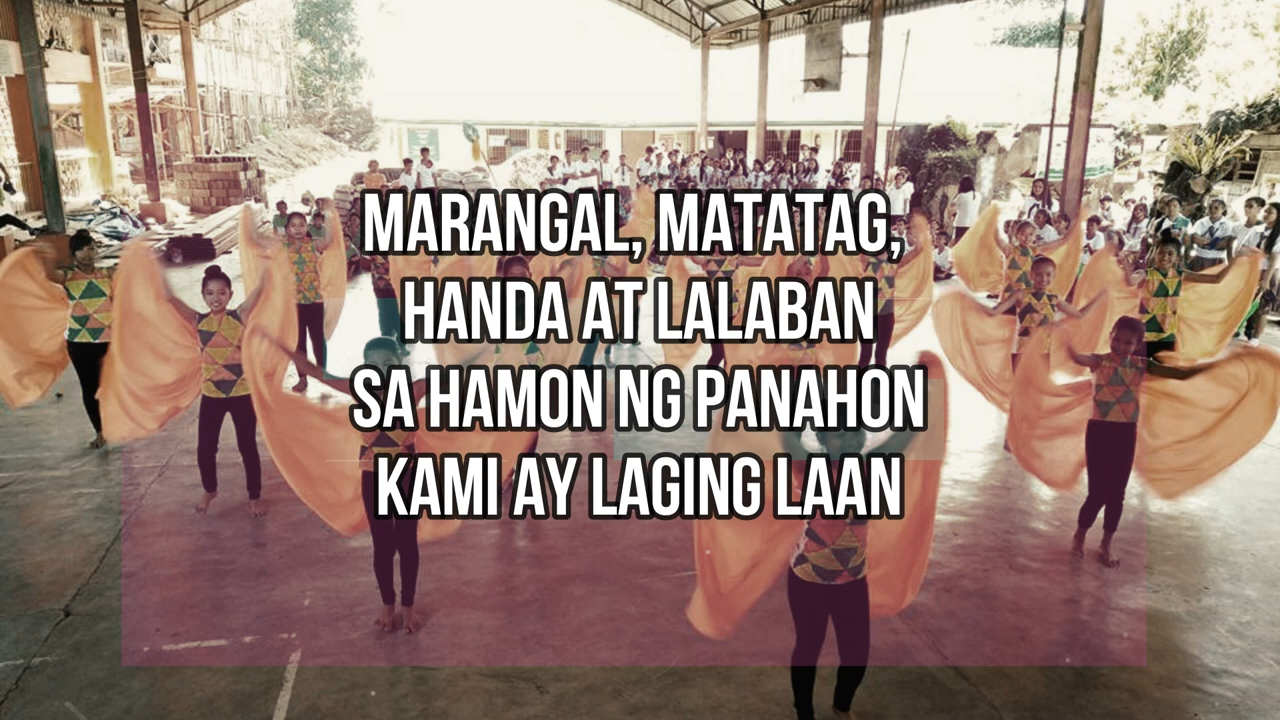 MARANGAL, MATATAG,
HANDA AT LALABAN
SA HAMON NG PANAHON
KAMI AY LAGING LAAN